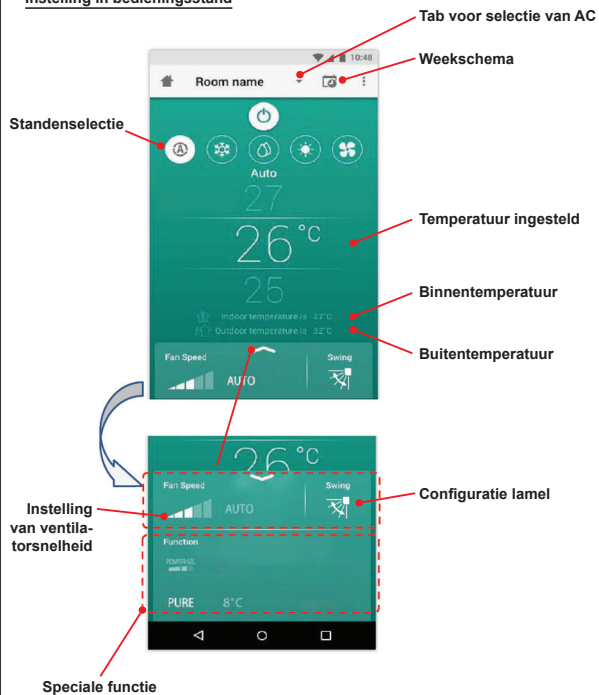 Instelling in bedieningsstand
Tab voor selectie van AC
10:48
Weekschema
Room name
Standenselectie
Auto
27
Temperatuur ingesteld
26°C
25
Binnentemperatuur
Indoor temperature is 27°C
Outdoor temperature is 32°C
Buitentemperatuur
Fan Speed
Swing
AUTO
26°C
Fan Speed
Swing
Configuratie lamel
AUTO
Instelling
van ventila-
torsnelheid
Function
POWER-SEL
PURE 8°C
Speciale functie